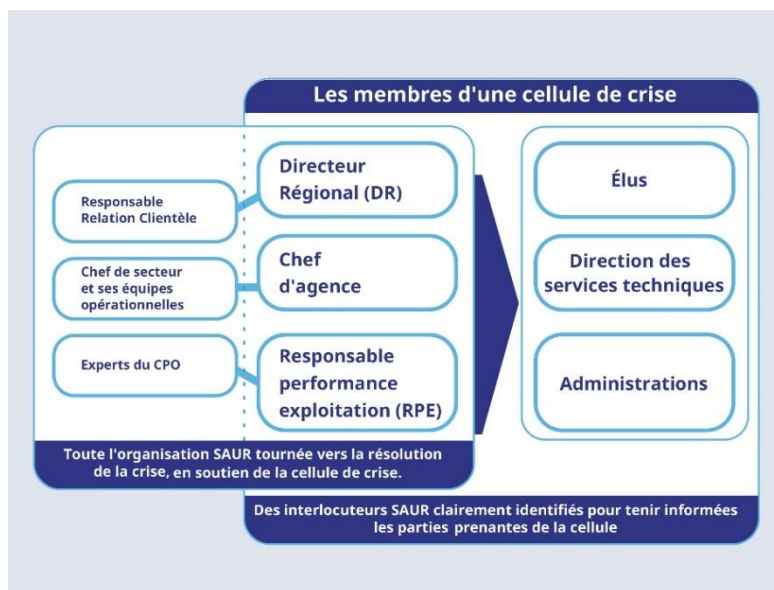 Les membres d'une cellule de crise
Responsable
Relation Clientèle
Chef de secteur
et ses équipes
opérationnelles
Experts du CPO
Directeur
Régional (DR)
Chef
d'agence
Responsable
performance
exploitation (RPE)
Élus
Direction des
services techniques
Administrations
Toute l'organisation SAUR tournée vers la résolution
de la crise, en soutien de la cellule de crise.
Des interlocuteurs SAUR clairement identifiés pour tenir informées
les parties prenantes de la cellule